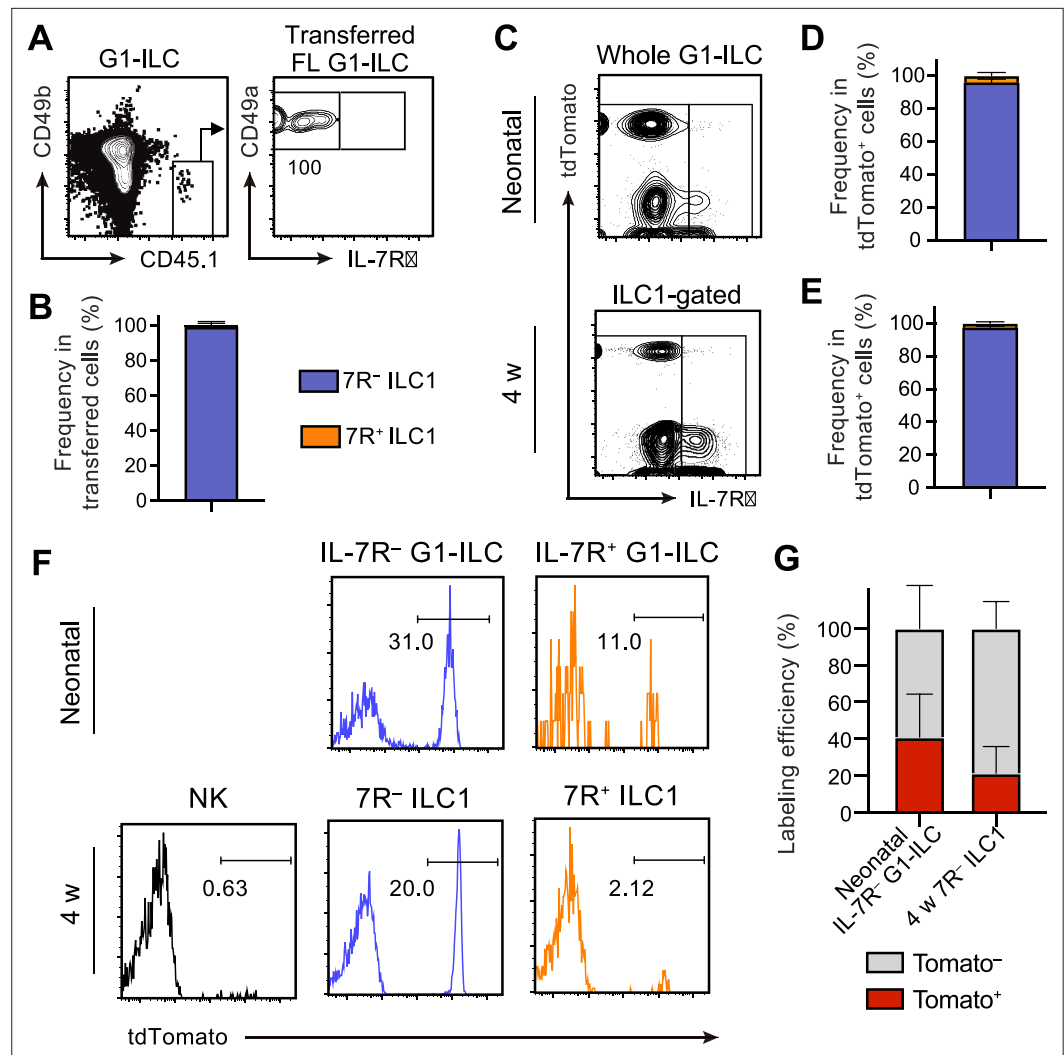 A
G1-ILC
CD49b
CD45.1
Transferred
FL G1-ILC
CD49a
100
IL-7R
B
Frequency in
transferred cells (%)
100
80
60
40
20
0
7R⁻ ILC1
7R⁺ ILC1
C
Whole G1-ILC
Neonatal
tdTomato
ILC1-gated
4 w
IL-7R
D
Frequency in
tdTomato⁺ cells (%)
100
80
60
40
20
0
E
Frequency in
tdTomato⁺ cells (%)
100
80
60
40
20
0
F
IL-7R⁻ G1-ILC
IL-7R⁺ G1-ILC
Neonatal
31.0
11.0
NK
7R⁻ ILC1
7R⁺ ILC1
4 w
0.63
20.0
2.12
tdTomato
G
Labeling efficiency (%)
100
80
60
40
20
0
Neonatal
IL-7R⁻ G1-ILC
4 w 7R⁻ ILC1
Tomato⁻
Tomato⁺